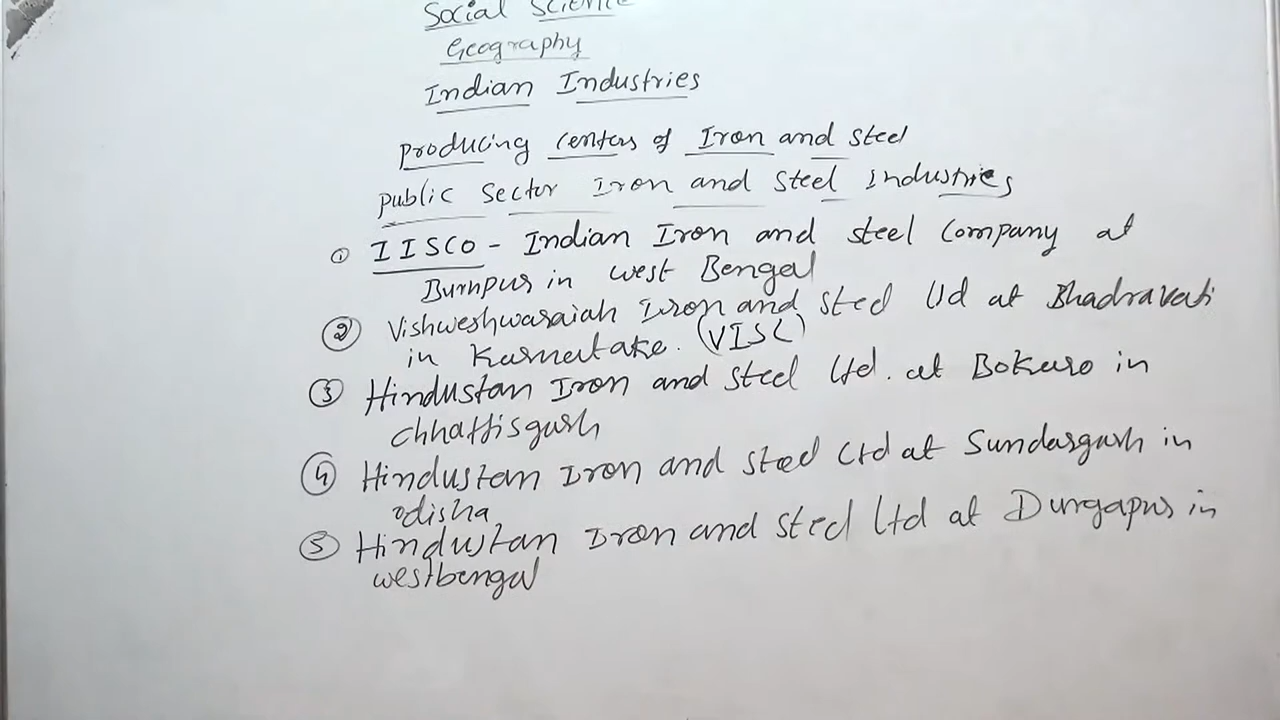 Social Science
Geography
Indian Industries
producing centers of Iron and steel
public Sector Iron and Steel industries
① IISCO - Indian Iron and steel Company at
Burnpur in west Bengal
② Vishweshwaraiah Iron and Steel Ltd at Bhadravati
in Karnatake. (VISL)
③ Hindustan Iron and Steel Ltd. at Bokaro in
Chhattisgarh
④ Hindustan Iron and Steel Ltd at Sundargarh in
odisha
⑤ Hindustan Iron and Steel Ltd at Durgapur in
westbengal